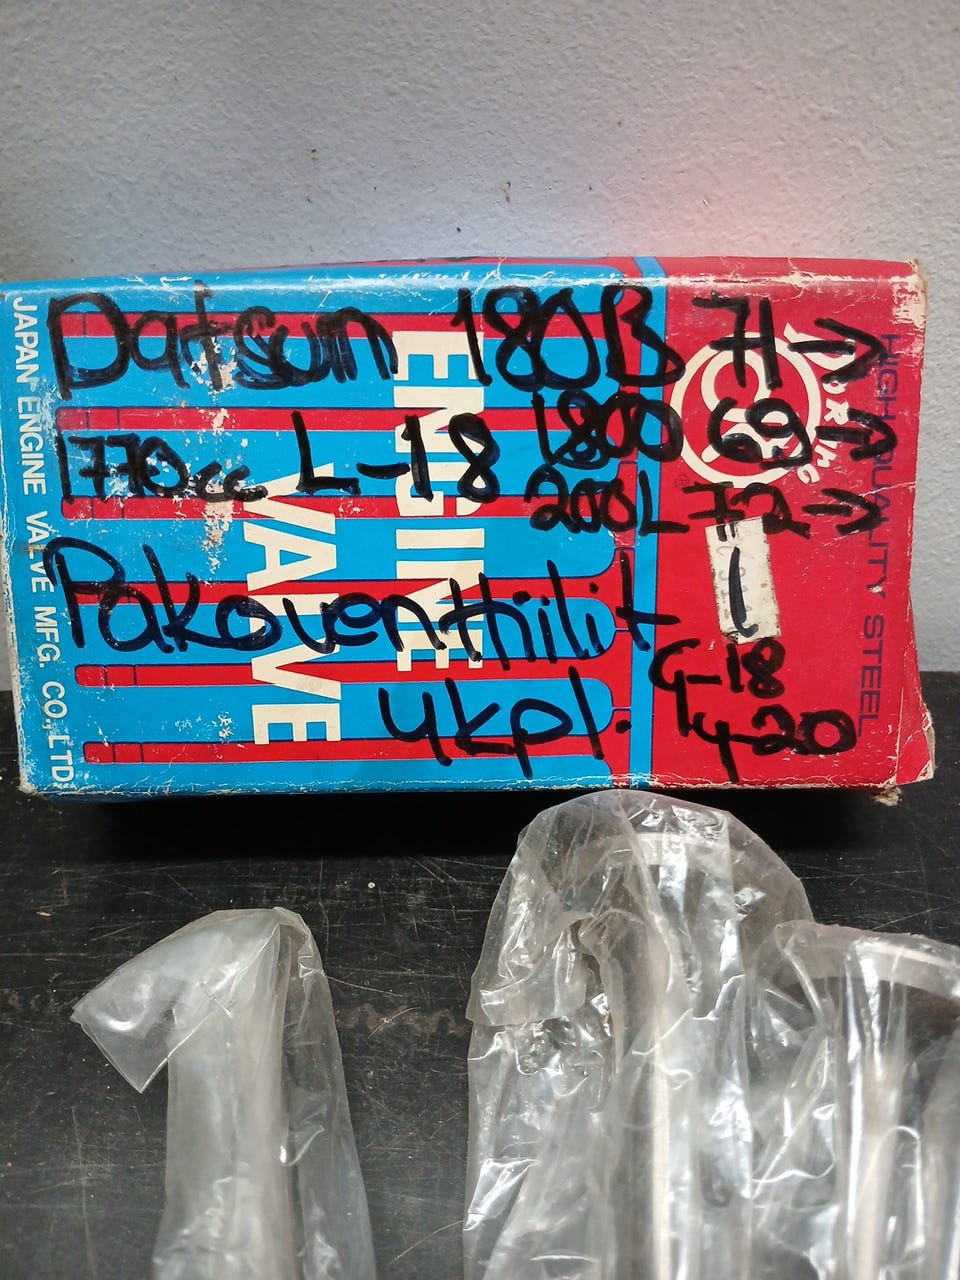 Datsun 180B 71→
1800 69→
1770cc L-18
200L 72→
Pakoventtiilit
4kpl.
G-18
Ly-20
ENGINE
VALVE
JAPAN ENGINE VALVE MFG. CO., LTD.
HIGH QUALITY STEEL